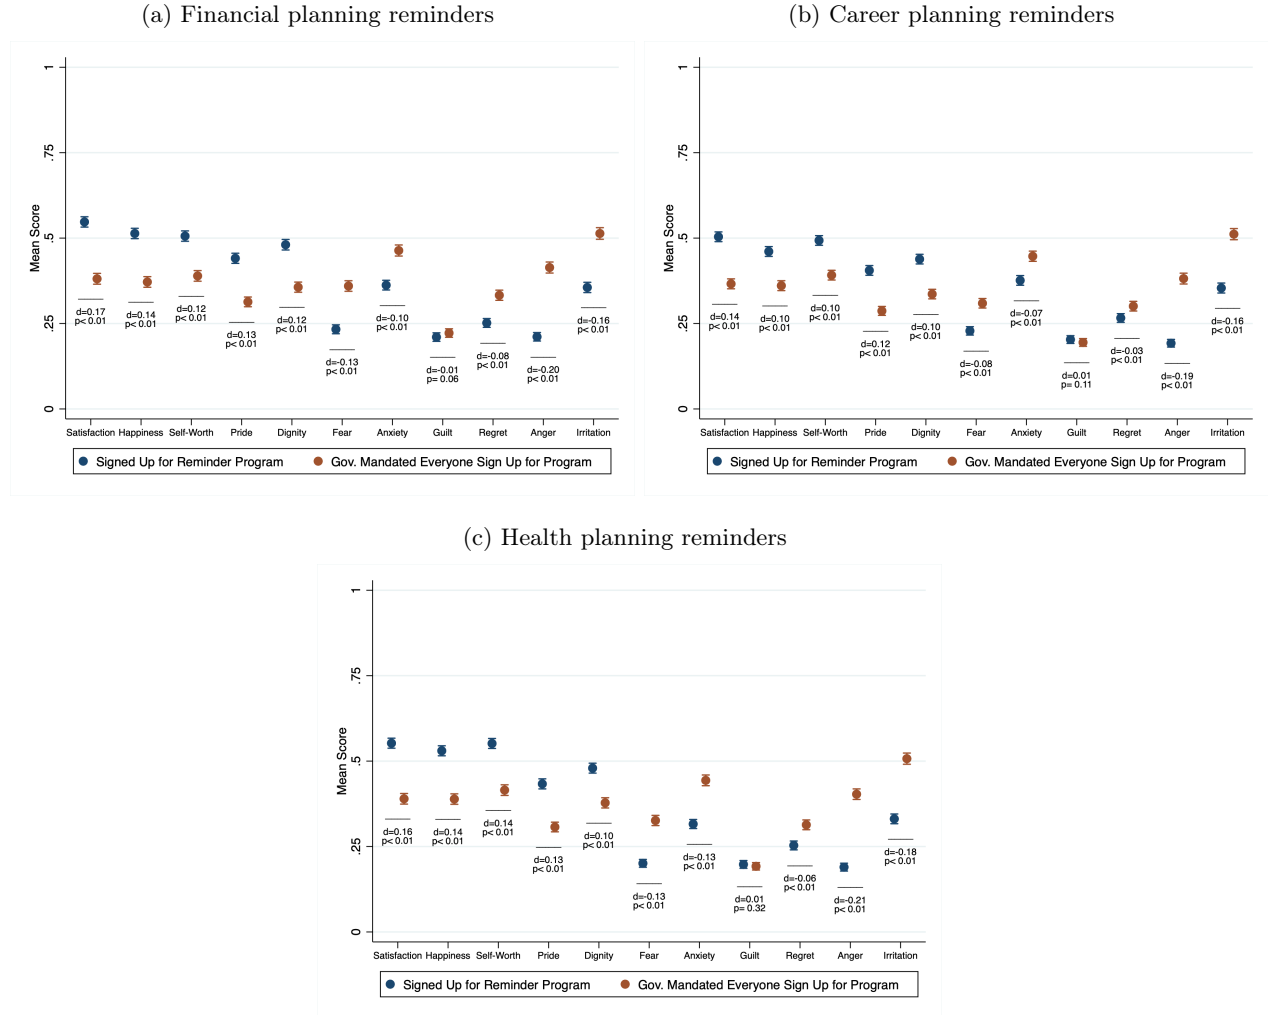 (a) Financial planning reminders
Mean Score
1
.75
.5
.25
0
d=0.17
p< 0.01
d=0.14
p< 0.01
d=0.12
p< 0.01
d=0.13
p< 0.01
d=0.12
p< 0.01
d=-0.13
p< 0.01
d=-0.10
p< 0.01
d=-0.01
p= 0.06
d=-0.08
p< 0.01
d=-0.20
p< 0.01
d=-0.16
p< 0.01
Satisfaction Happiness Self-Worth Pride Dignity Fear Anxiety Guilt Regret Anger Irritation
Signed Up for Reminder Program Gov. Mandated Everyone Sign Up for Program
(b) Career planning reminders
Mean Score
1
.75
.5
.25
0
d=0.14
p< 0.01
d=0.10
p< 0.01
d=0.10
p< 0.01
d=0.12
p< 0.01
d=0.10
p< 0.01
d=-0.08
p< 0.01
d=-0.07
p< 0.01
d=0.01
p= 0.11
d=-0.03
p< 0.01
d=-0.19
p< 0.01
d=-0.16
p< 0.01
Satisfaction Happiness Self-Worth Pride Dignity Fear Anxiety Guilt Regret Anger Irritation
Signed Up for Reminder Program Gov. Mandated Everyone Sign Up for Program
(c) Health planning reminders
Mean Score
1
.75
.5
.25
0
d=0.16
p< 0.01
d=0.14
p< 0.01
d=0.14
p< 0.01
d=0.13
p< 0.01
d=0.10
p< 0.01
d=-0.13
p< 0.01
d=-0.13
p< 0.01
d=0.01
p= 0.32
d=-0.06
p< 0.01
d=-0.21
p< 0.01
d=-0.18
p< 0.01
Satisfaction Happiness Self-Worth Pride Dignity Fear Anxiety Guilt Regret Anger Irritation
Signed Up for Reminder Program Gov. Mandated Everyone Sign Up for Program